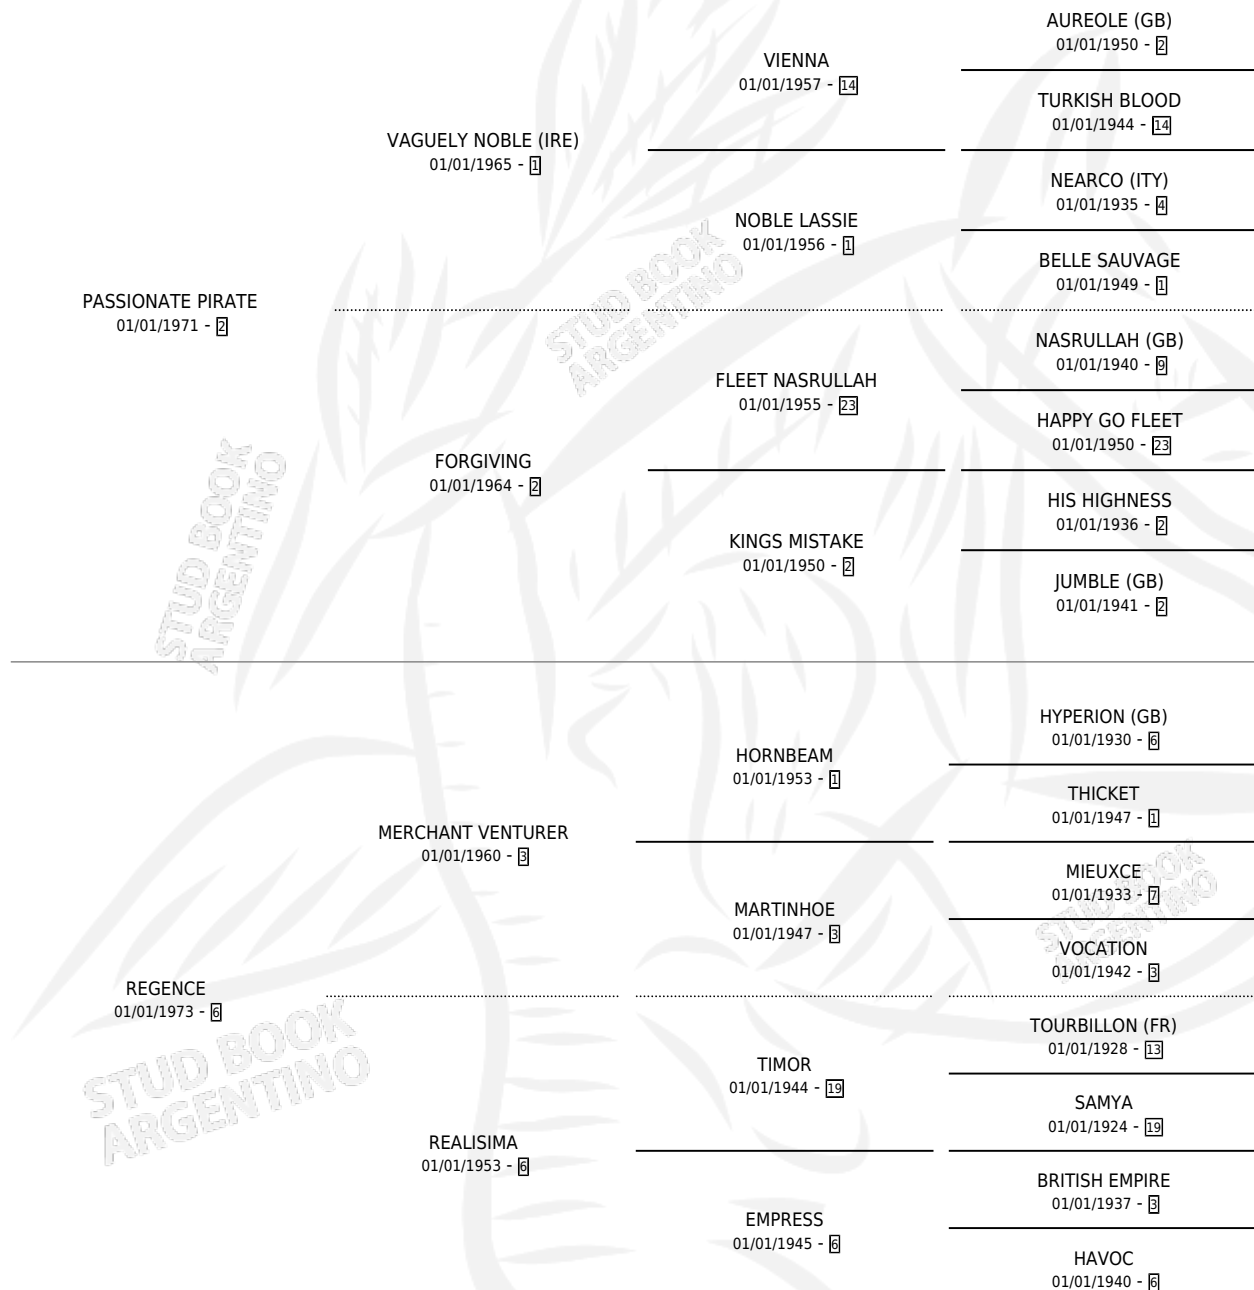 AUREOLE (GB)
01/01/1950 - 2
VIENNA
01/01/1957 - 14
TURKISH BLOOD
01/01/1944 - 14
VAGUELY NOBLE (IRE)
01/01/1965 - 1
NEARCO (ITY)
01/01/1935 - 4
NOBLE LASSIE
01/01/1956 - 1
BELLE SAUVAGE
01/01/1949 - 1
PASSIONATE PIRATE
01/01/1971 - 2
NASRULLAH (GB)
01/01/1940 - 9
FLEET NASRULLAH
01/01/1955 - 23
HAPPY GO FLEET
01/01/1950 - 23
FORGIVING
01/01/1964 - 2
HIS HIGHNESS
01/01/1936 - 2
KINGS MISTAKE
01/01/1950 - 2
JUMBLE (GB)
01/01/1941 - 2
HYPERION (GB)
01/01/1930 - 6
HORNBEAM
01/01/1953 - 1
THICKET
01/01/1947 - 1
MERCHANT VENTURER
01/01/1960 - 3
MIEUXCE
01/01/1933 - 7
MARTINHOE
01/01/1947 - 3
VOCATION
01/01/1942 - 3
REGENCE
01/01/1973 - 6
TOURBILLON (FR)
01/01/1928 - 13
TIMOR
01/01/1944 - 19
SAMYA
01/01/1924 - 19
REALISIMA
01/01/1953 - 6
BRITISH EMPIRE
01/01/1937 - 3
EMPRESS
01/01/1945 - 6
HAVOC
01/01/1940 - 6
STUD BOOK
ARGENTINO
STUD BOOK
ARGENTINO
STUD BOOK
ARGENTINO
STUD BOOK
ARGENTINO